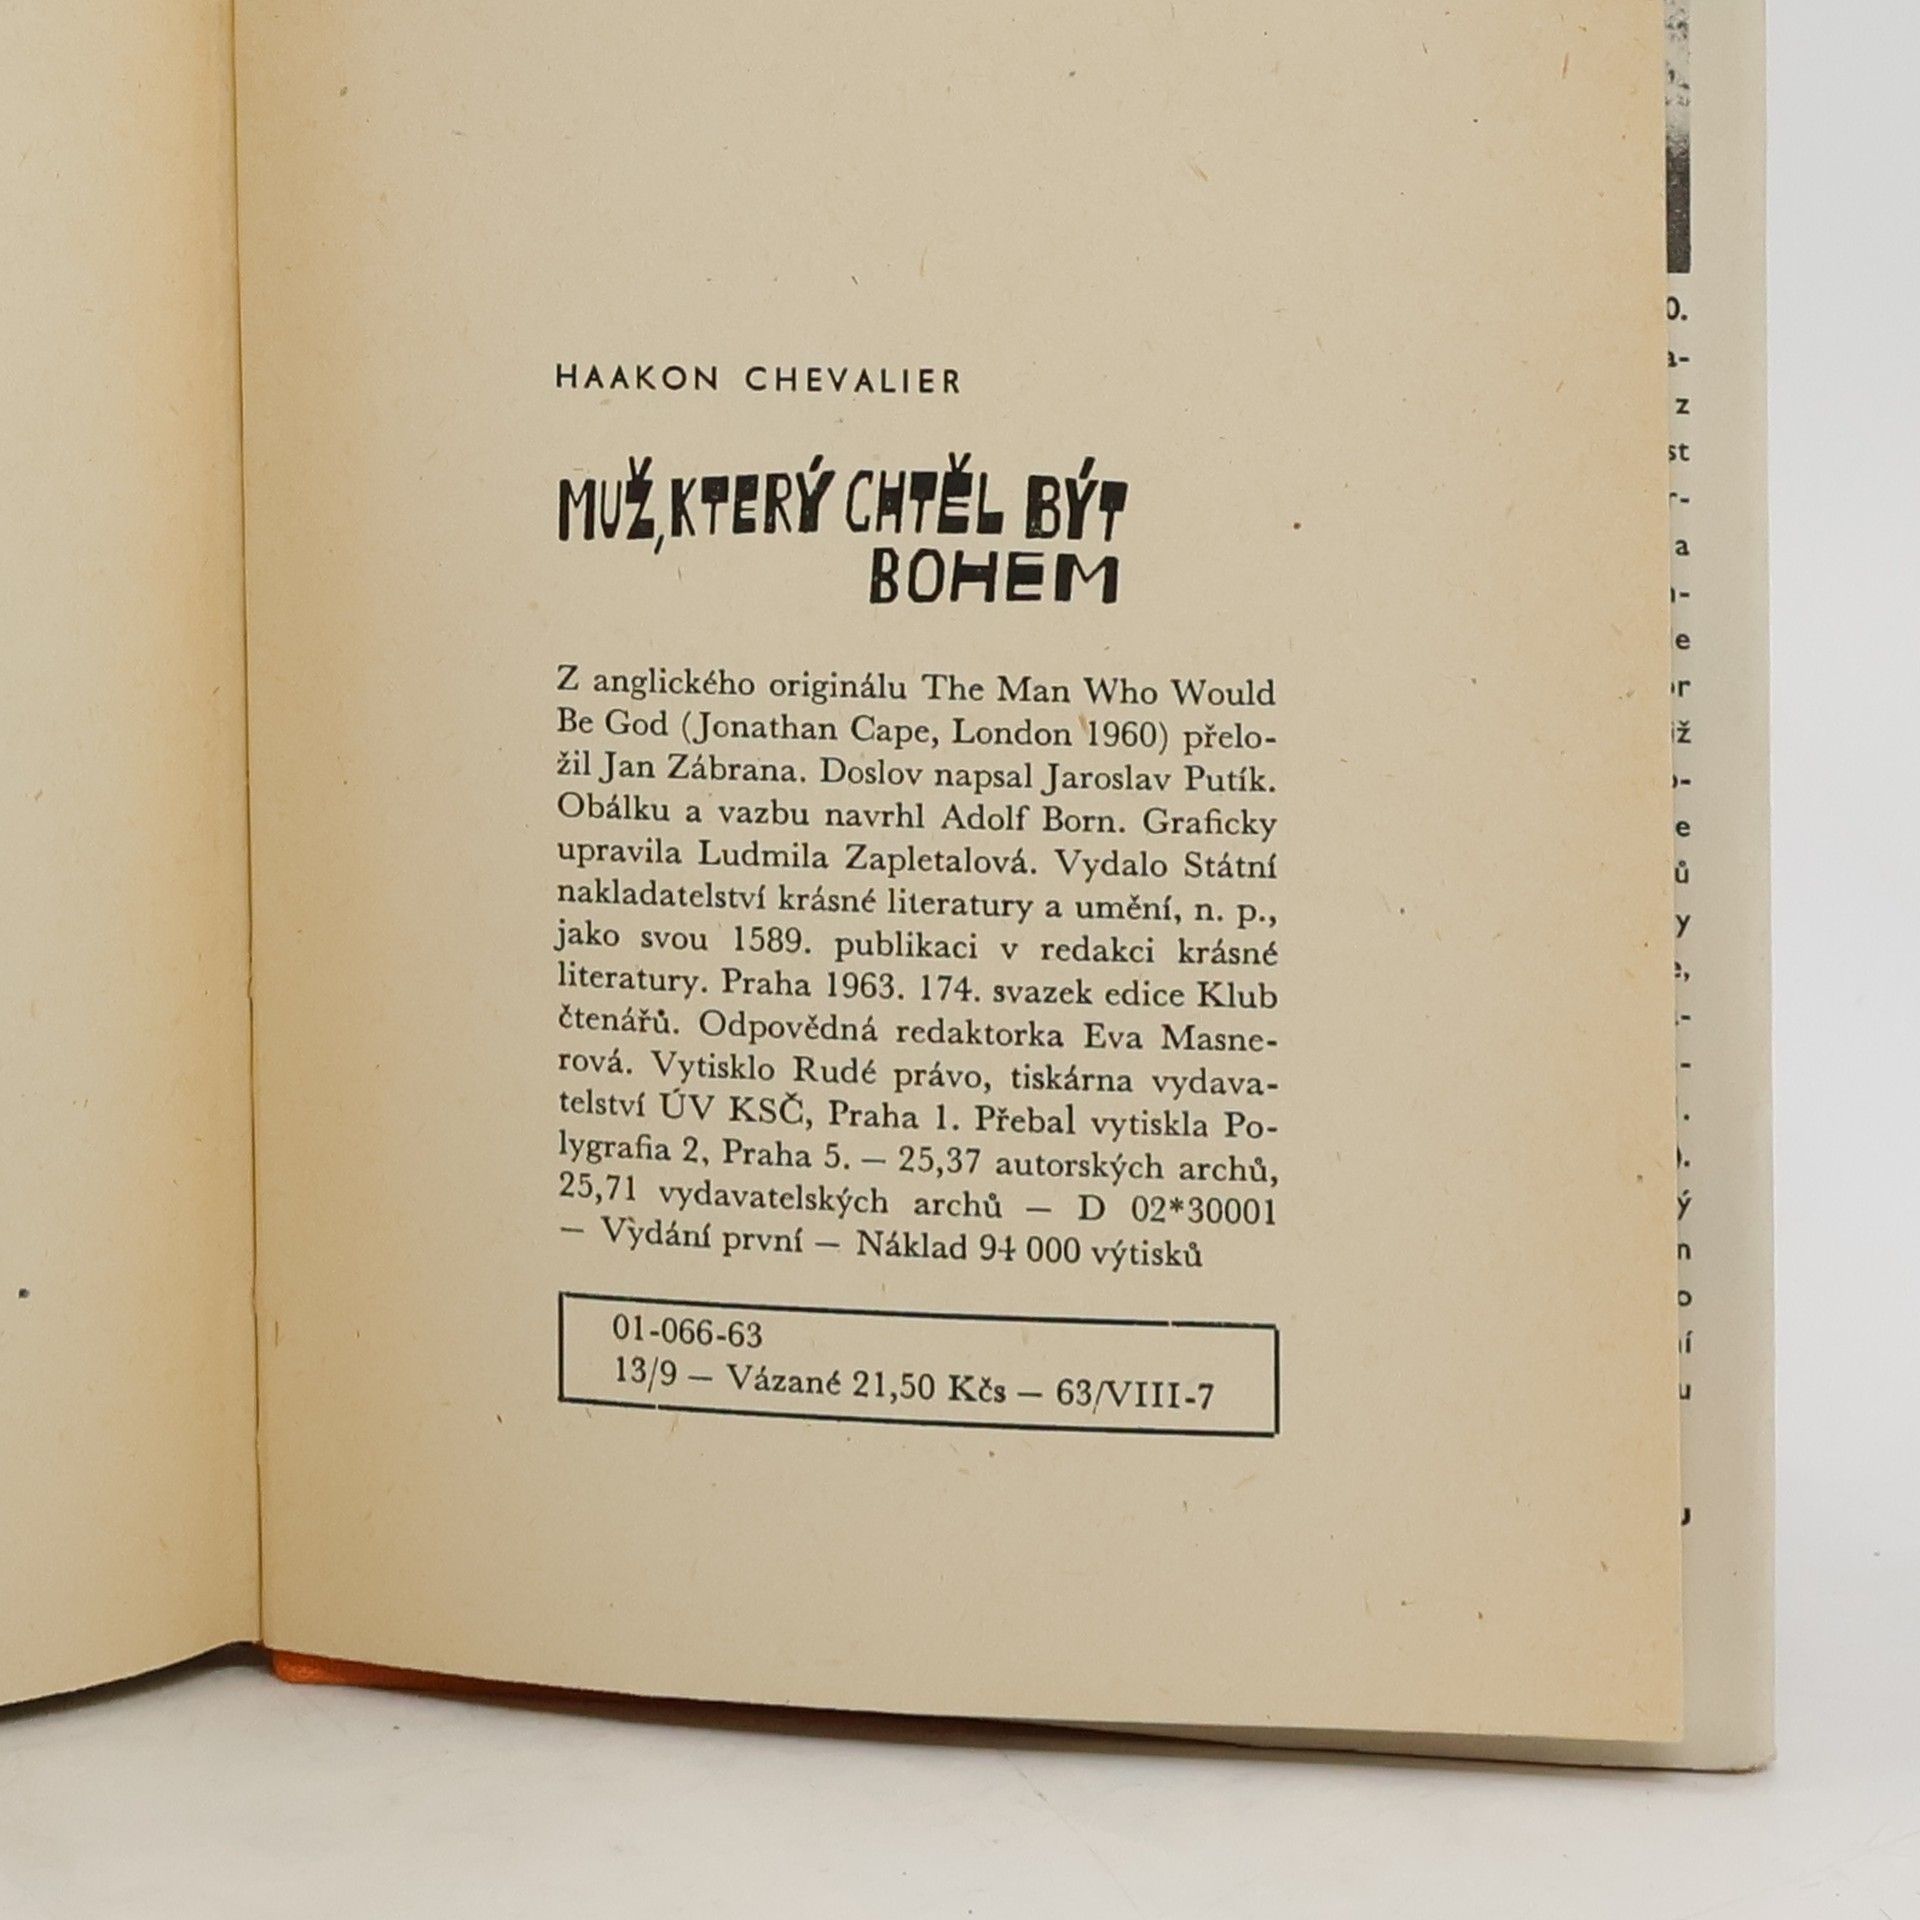 HAAKON CHEVALIER
MUŽ, KTERÝ CHTĚL BÝT
BOHEM
Z anglického originálu The Man Who Would
Be God (Jonathan Cape, London 1960) přelo-
žil Jan Zábrana. Doslov napsal Jaroslav Putík.
Obálku a vazbu navrhl Adolf Born. Graficky
upravila Ludmila Zapletalová. Vydalo Státní
nakladatelství krásné literatury a umění, n. p.,
jako svou 1589. publikaci v redakci krásné
literatury. Praha 1963. 174. svazek edice Klub
čtenářů. Odpovědná redaktorka Eva Masne-
rová. Vytisklo Rudé právo, tiskárna vydava-
telství ÚV KSČ, Praha 1. Přebal vytiskla Po-
lygrafia 2, Praha 5. — 25,37 autorských archů,
25,71 vydavatelských archů — D 02*30001
— Vydání první — Náklad 94 000 výtisků
01-066-63
13/9 — Vázané 21,50 Kčs — 63/VIII-7